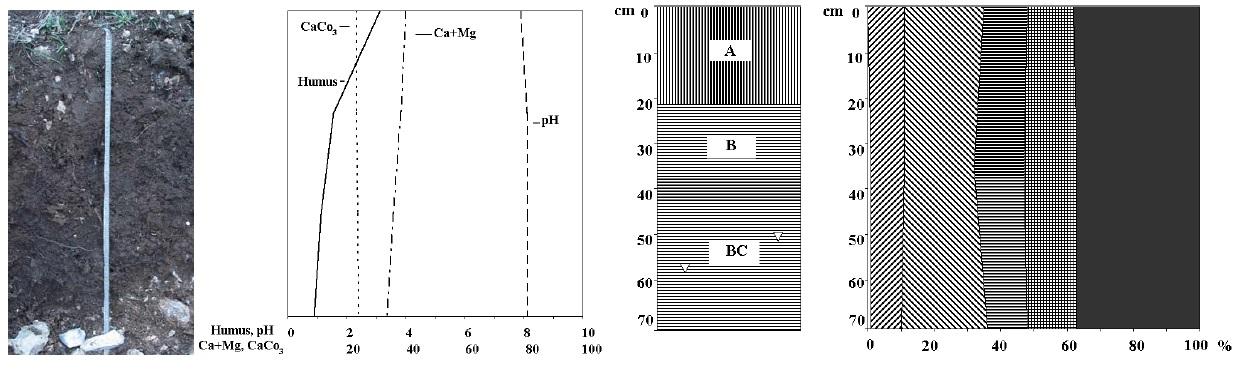 CaCo3
Ca+Mg
Humus
pH
0 2 4 6 8 10
Humus, pH
Ca+Mg, CaCo3
20 40 60 80 100
cm 0
10
20
30
40
50
60
70
A
B
BC
cm 0
10
20
30
40
50
60
70
0 20 40 60 80 100 %